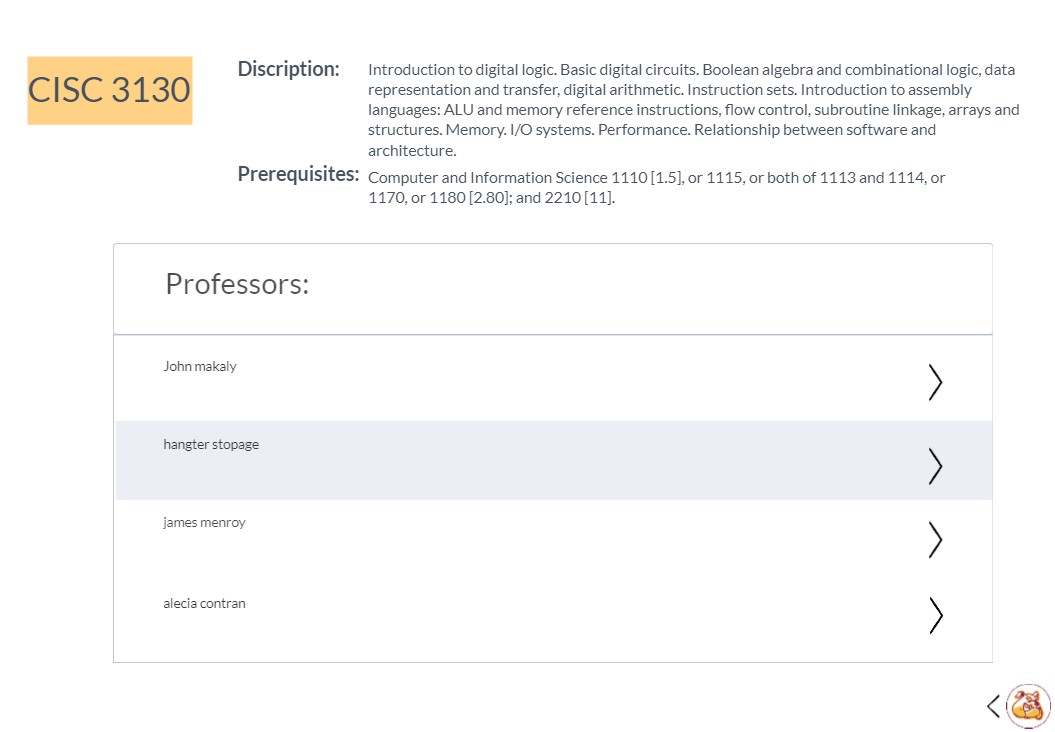 CISC 3130
Discription:
Introduction to digital logic. Basic digital circuits. Boolean algebra and combinational logic, data
representation and transfer, digital arithmetic. Instruction sets. Introduction to assembly
languages: ALU and memory reference instructions, flow control, subroutine linkage, arrays and
structures. Memory. I/O systems. Performance. Relationship between software and
architecture.
Prerequisites:
Computer and Information Science 1110 [1.5], or 1115, or both of 1113 and 1114, or
1170, or 1180 [2.80]; and 2210 [11].
Professors:
John makaly
hangter stopage
james menroy
alecia contran